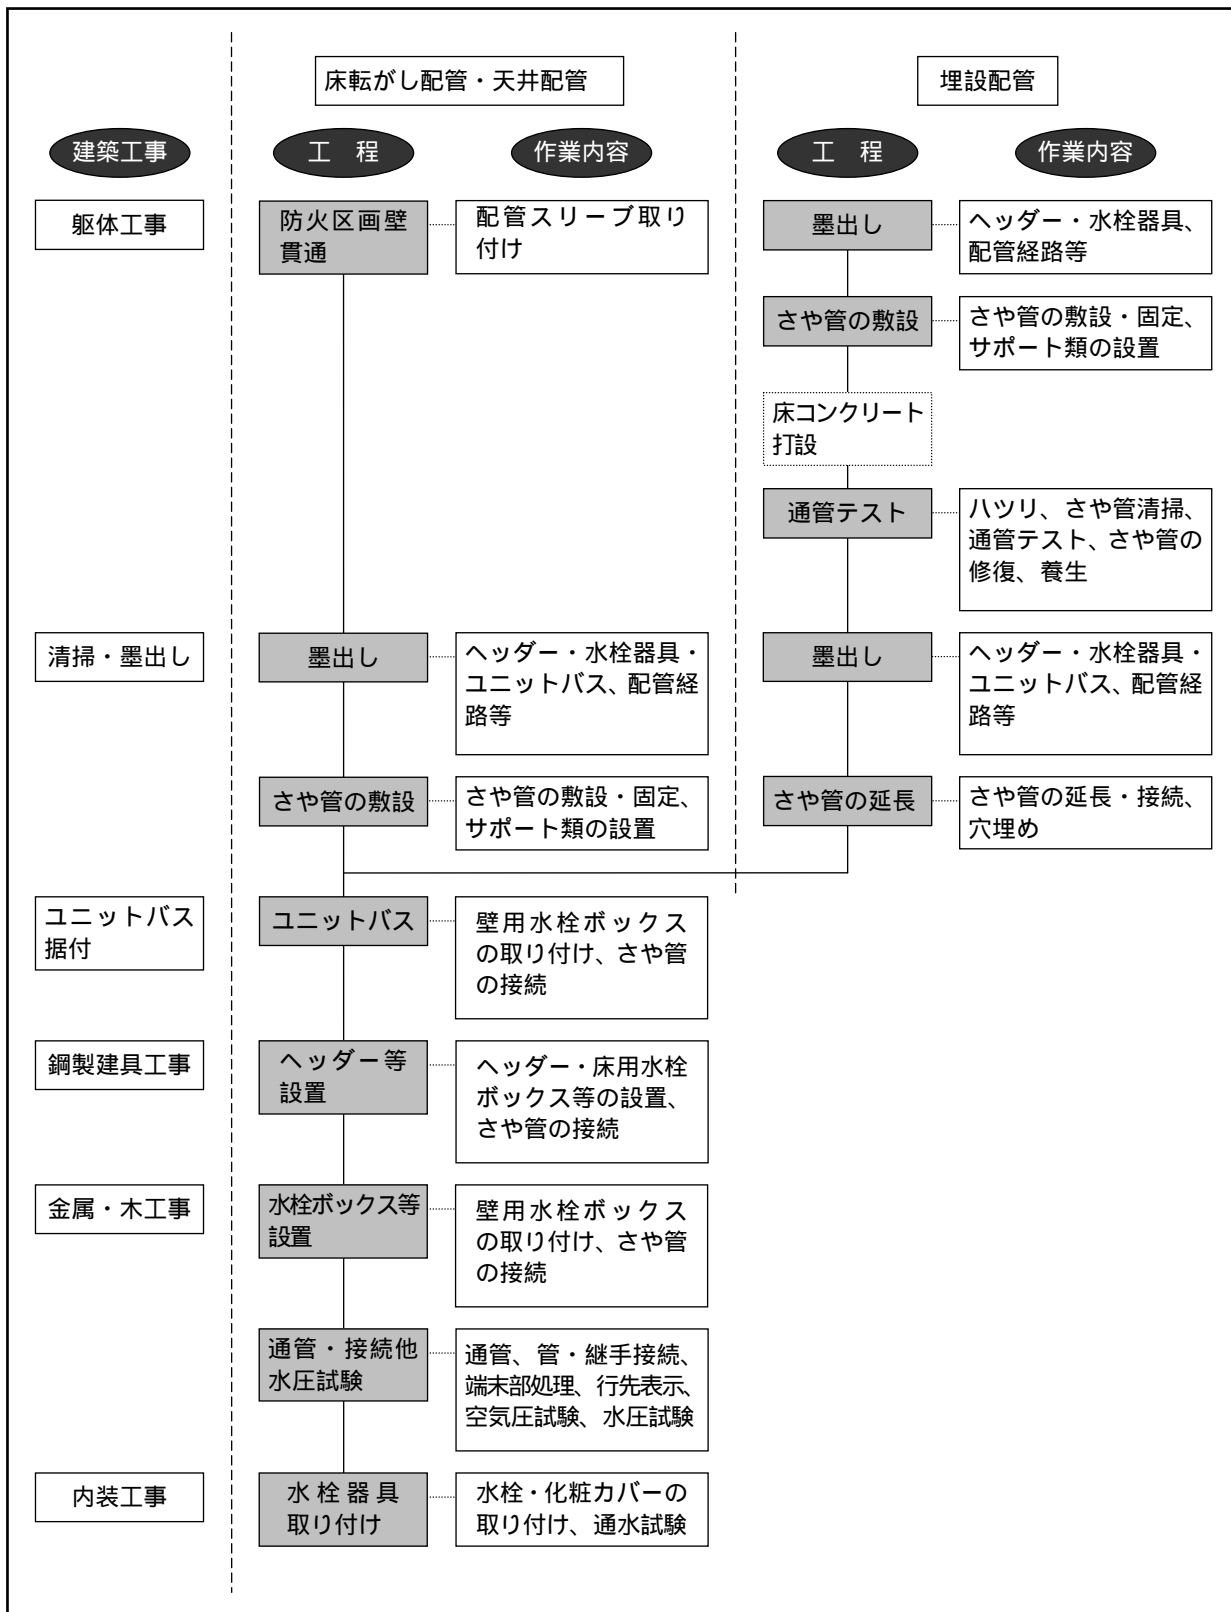 床転がし配管・天井配管
埋設配管
建築工事
工 程
作業内容
工 程
作業内容
躯体工事
防火区画壁
貫通
配管スリーブ取り
付け
墨出し
ヘッダー・水栓器具、
配管経路等
さや管の敷設
さや管の敷設・固定、
サポート類の設置
床コンクリート
打設
通管テスト
ハツリ、さや管清掃、
通管テスト、さや管の
修復、養生
清掃・墨出し
墨出し
ヘッダー・水栓器具・
ユニットバス、配管経
路等
墨出し
ヘッダー・水栓器具・
ユニットバス、配管経
路等
さや管の敷設
さや管の敷設・固定、
サポート類の設置
さや管の延長
さや管の延長・接続、
穴埋め
ユニットバス
据付
ユニットバス
壁用水栓ボックス
の取り付け、さや管
の接続
鋼製建具工事
ヘッダー等
設置
ヘッダー・床用水栓
ボックス等の設置、
さや管の接続
金属・木工事
水栓ボックス等
設置
壁用水栓ボックス
の取り付け、さや管
の接続
通管・接続他
水圧試験
通管、管・継手接続、
端末部処理、行先表示、
空気圧試験、水圧試験
内装工事
水栓器具
取り付け
水栓・化粧カバーの
取り付け、通水試験